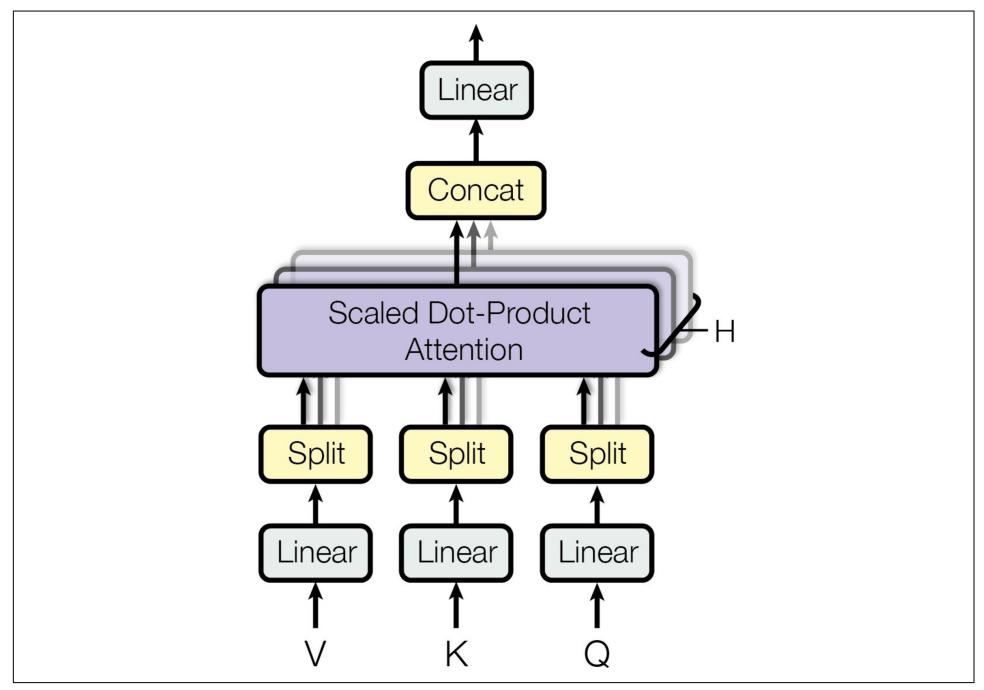 Linear
Concat
Scaled Dot-Product
Attention
H
Split Split Split
Linear Linear Linear
V K Q